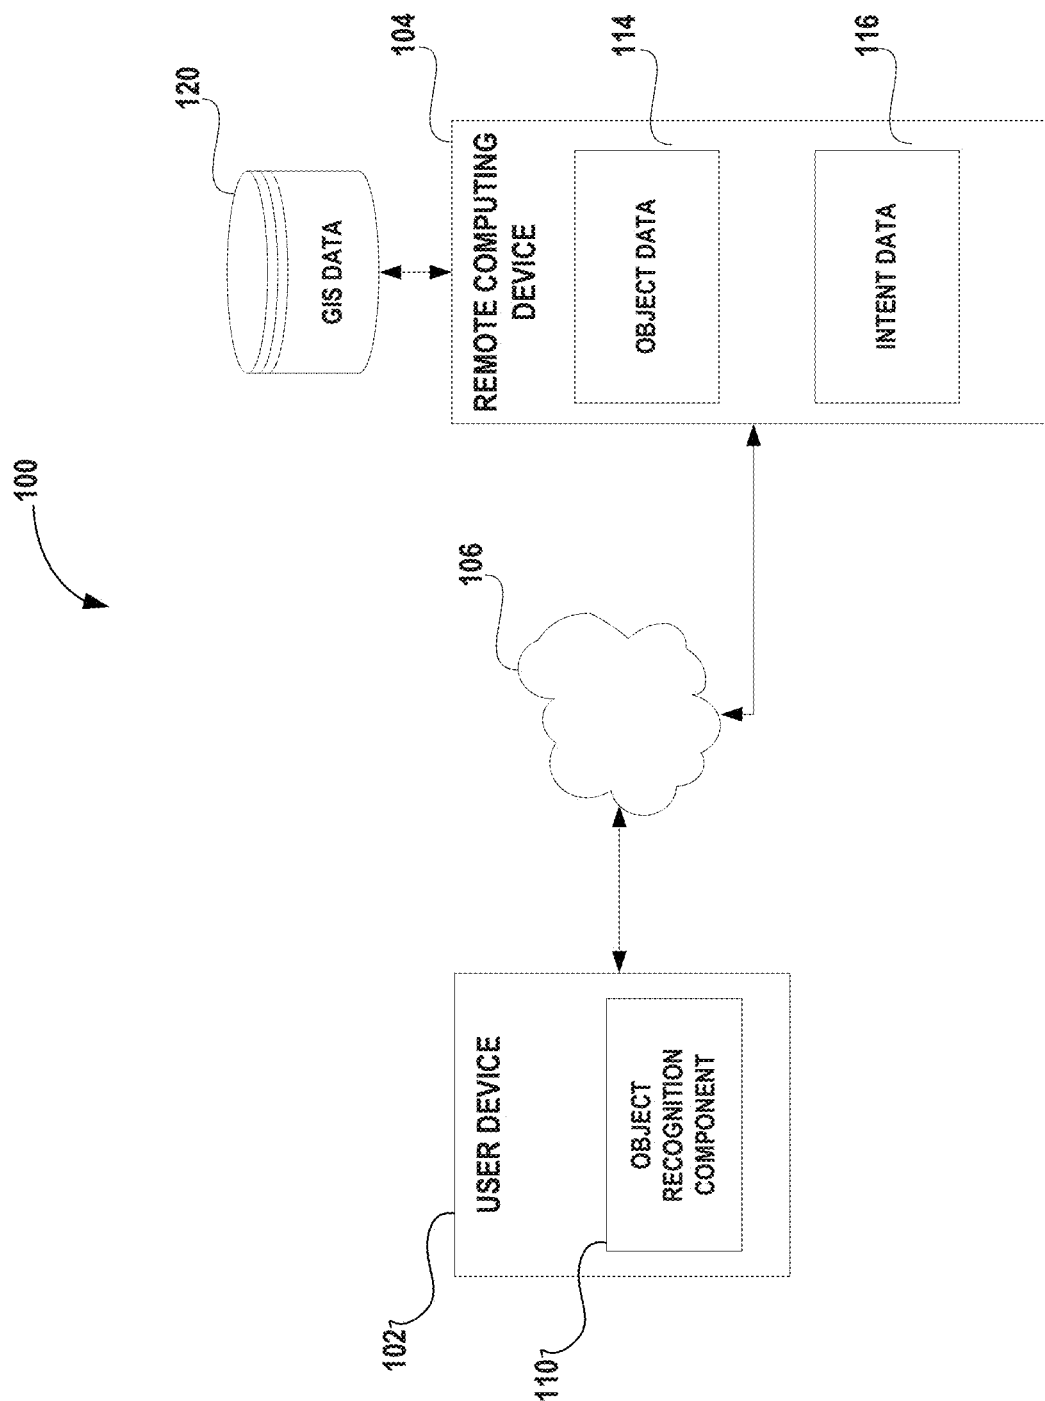 100
120
GIS DATA
104
REMOTE COMPUTING
DEVICE
114
OBJECT DATA
116
INTENT DATA
106
102
USER DEVICE
110
OBJECT
RECOGNITION
COMPONENT